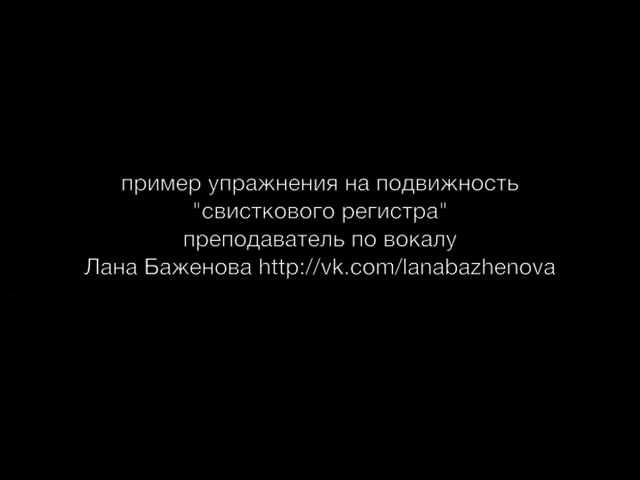 пример упражнения на подвижность
"свисткового регистра"
преподаватель по вокалу
Лана Баженова http://vk.com/lanabazhenova